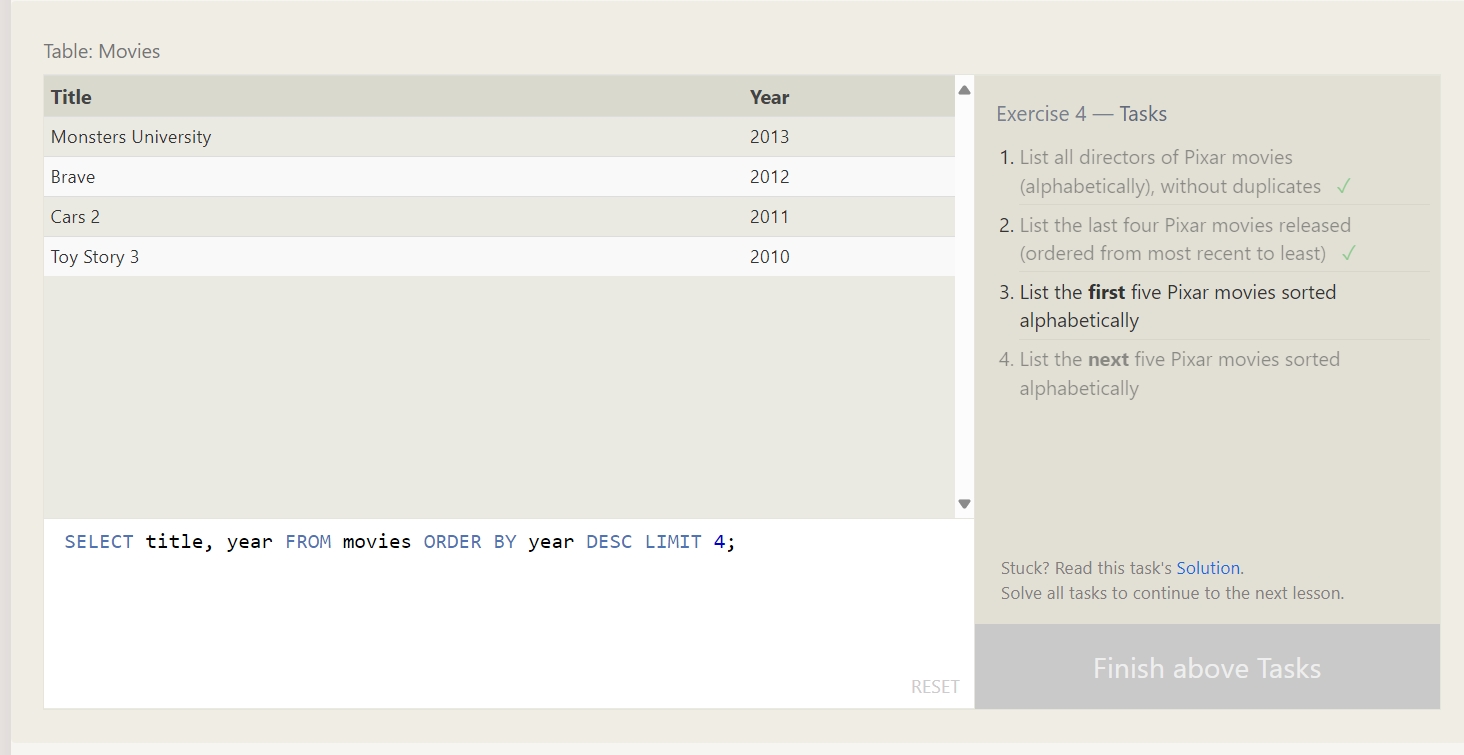 Table: Movies
Title Year
Monsters University 2013
Brave 2012
Cars 2 2011
Toy Story 3 2010
SELECT title, year FROM movies ORDER BY year DESC LIMIT 4;
RESET
Exercise 4 — Tasks
1. List all directors of Pixar movies
(alphabetically), without duplicates ✓
2. List the last four Pixar movies released
(ordered from most recent to least) ✓
3. List the first five Pixar movies sorted
alphabetically
4. List the next five Pixar movies sorted
alphabetically
Stuck? Read this task's Solution.
Solve all tasks to continue to the next lesson.
Finish above Tasks